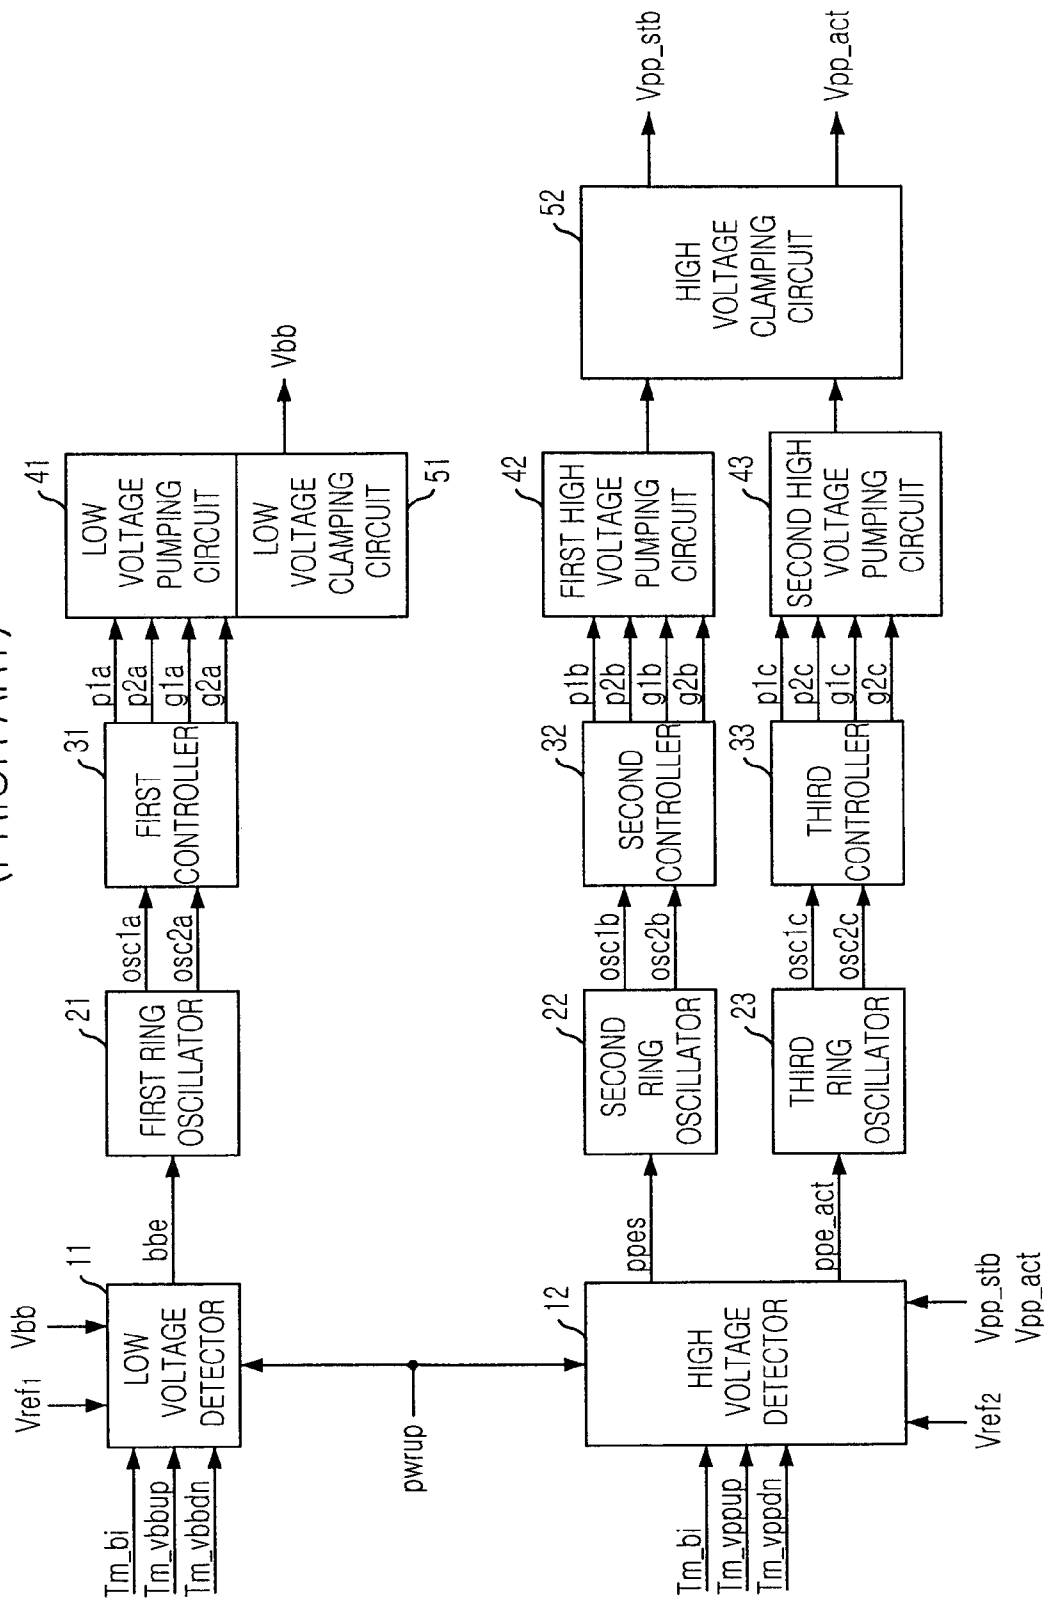 (PRIOR ART)
Vref1
Vbb
11
LOW
VOLTAGE
DETECTOR
Tm_bi
Tm_vbbup
Tm_vbbdn
bbe
21
FIRST RING
OSCILLATOR
osc1a
osc2a
31
FIRST
CONTROLLER
p1a
p2a
g1a
g2a
41
LOW
VOLTAGE
PUMPING
CIRCUIT
LOW
VOLTAGE
CLAMPING
CIRCUIT
51
Vbb
pwrup
12
HIGH
VOLTAGE
DETECTOR
Tm_bi
Tm_vppup
Tm_vppdn
Vref2
Vpp_stb
Vpp_act
ppes
ppe_act
22
SECOND
RING
OSCILLATOR
osc1b
osc2b
32
SECOND
CONTROLLER
p1b
p2b
g1b
g2b
42
FIRST HIGH
VOLTAGE
PUMPING
CIRCUIT
23
THIRD
RING
OSCILLATOR
osc1c
osc2c
33
THIRD
CONTROLLER
p1c
p2c
g1c
g2c
43
SECOND HIGH
VOLTAGE
PUMPING
CIRCUIT
52
HIGH
VOLTAGE
CLAMPING
CIRCUIT
Vpp_stb
Vpp_act